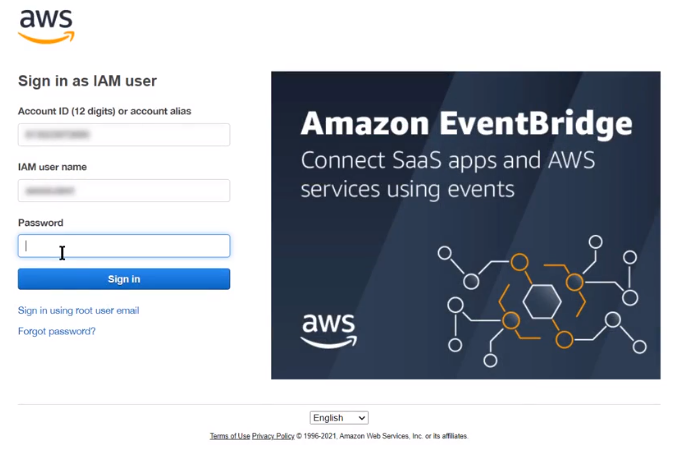 aws
Sign in as IAM user
Account ID (12 digits) or account alias
IAM user name
Password
Sign in
Sign in using root user email
Forgot password?
Amazon EventBridge
Connect SaaS apps and AWS
services using events
aws
English
Terms of Use Privacy Policy © 1996-2021, Amazon Web Services, Inc. or its affiliates.